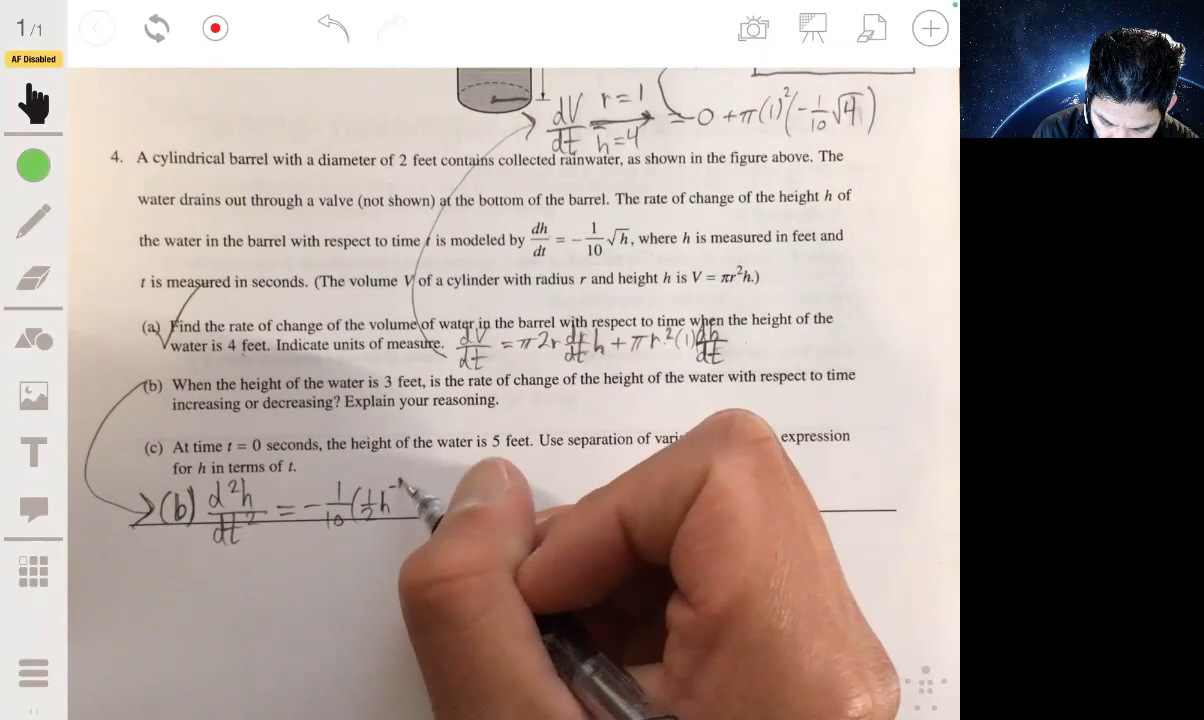 1/1
AF Disabled
dV/dt r=1 h=4 → = 0 + π(1)²(-1/10 √4)
4. A cylindrical barrel with a diameter of 2 feet contains collected rainwater, as shown in the figure above. The
water drains out through a valve (not shown) at the bottom of the barrel. The rate of change of the height h of
the water in the barrel with respect to time t is modeled by dh/dt = -1/10 √h, where h is measured in feet and
t is measured in seconds. (The volume V of a cylinder with radius r and height h is V = πr²h.)
(a) Find the rate of change of the volume of water in the barrel with respect to time when the height of the
water is 4 feet. Indicate units of measure. dV/dt = π2r dr/dt h + πr²(1) dh/dt
(b) When the height of the water is 3 feet, is the rate of change of the height of the water with respect to time
increasing or decreasing? Explain your reasoning.
(c) At time t = 0 seconds, the height of the water is 5 feet. Use separation of expression
for h in terms of t.
(b) d²h/dt² = -1/10 (1/2 h⁻
T